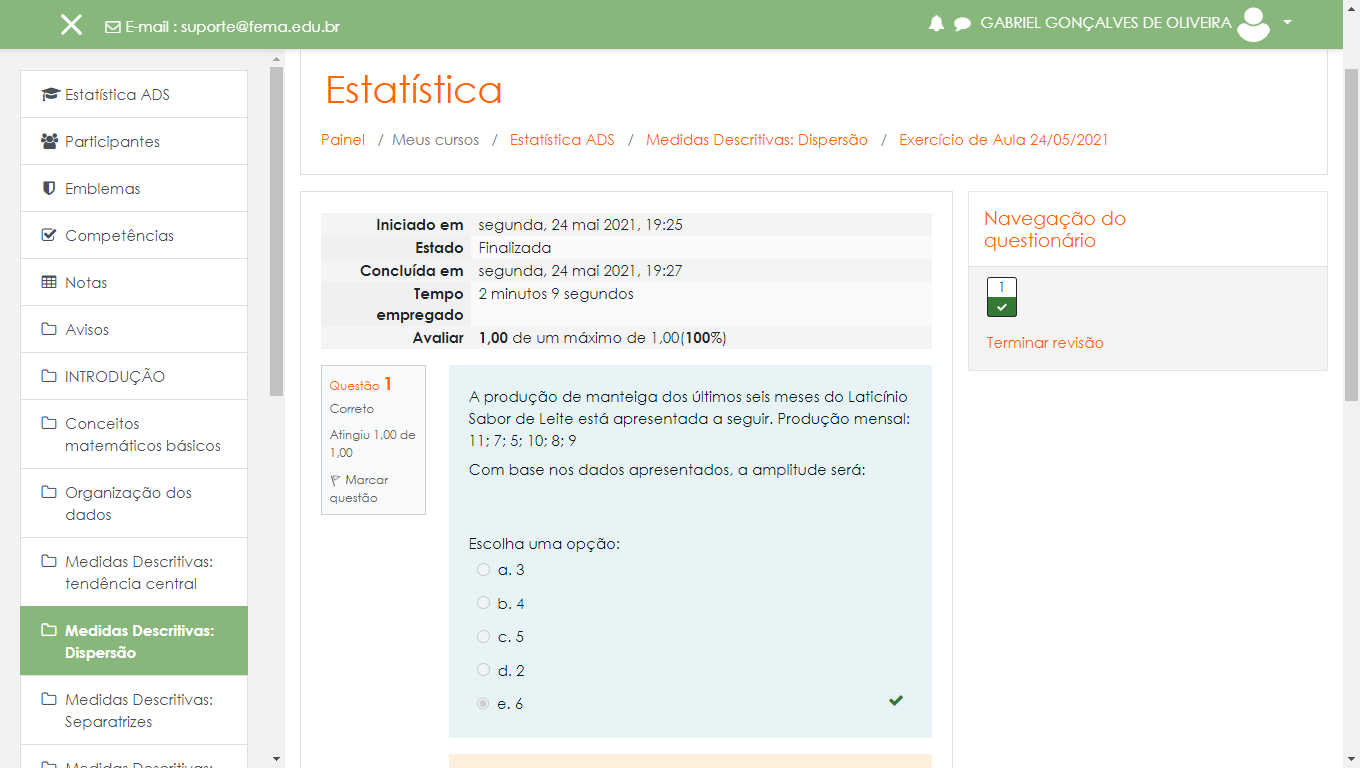 E-mail : suporte@fema.edu.br
GABRIEL GONÇALVES DE OLIVEIRA
Estatística ADS
Participantes
Emblemas
Competências
Notas
Avisos
INTRODUÇÃO
Conceitos
matemáticos básicos
Organização dos
dados
Medidas Descritivas:
tendência central
Medidas Descritivas:
Dispersão
Medidas Descritivas:
Separatrizes
Medidas Descritivas:
Estatística
Painel / Meus cursos / Estatística ADS / Medidas Descritivas: Dispersão / Exercício de Aula 24/05/2021
Iniciado em segunda, 24 mai 2021, 19:25
Estado Finalizada
Concluída em segunda, 24 mai 2021, 19:27
Tempo 2 minutos 9 segundos
empregado
Avaliar 1,00 de um máximo de 1,00(100%)
Questão 1
Correto
Atingiu 1,00 de
1,00
Marcar
questão
A produção de manteiga dos últimos seis meses do Laticínio
Sabor de Leite está apresentada a seguir. Produção mensal:
11; 7; 5; 10; 8; 9
Com base nos dados apresentados, a amplitude será:
Escolha uma opção:
a. 3
b. 4
c. 5
d. 2
e. 6
Navegação do
questionário
1
Terminar revisão